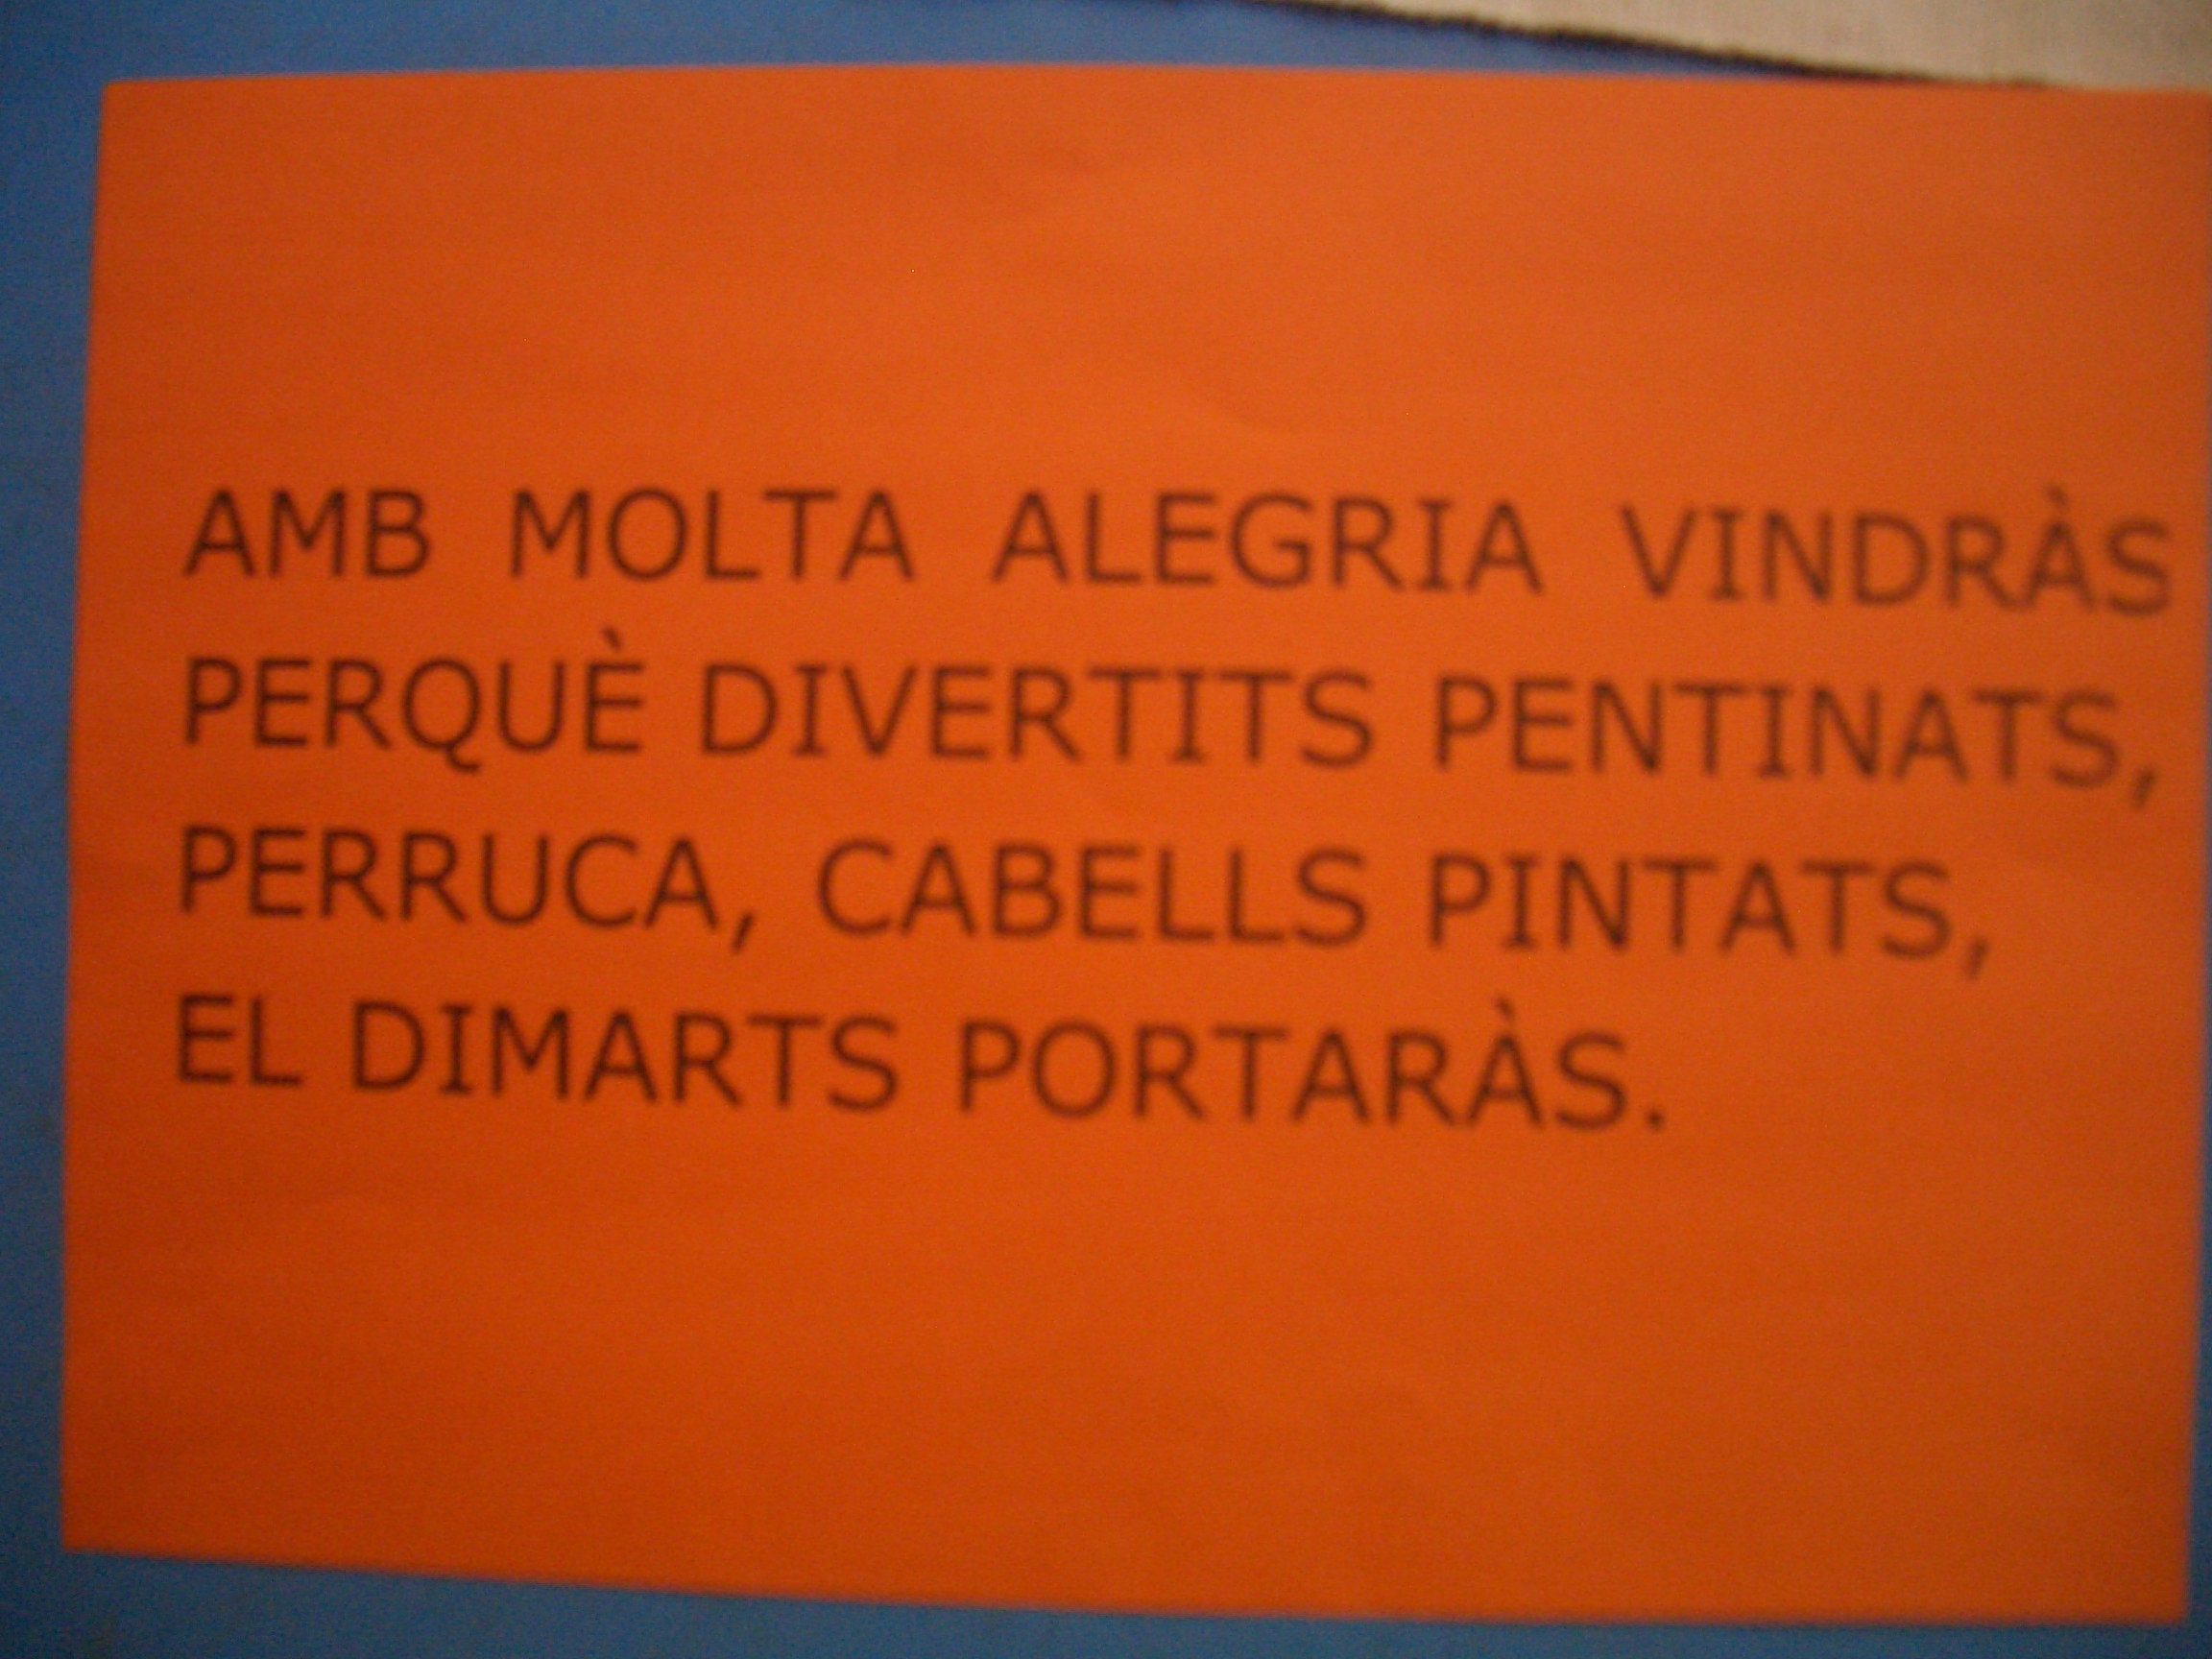 AMB MOLTA ALEGRIA VINDRÀS
PERQUÈ DIVERTITS PENTINATS,
PERRUCA, CABELLS PINTATS,
EL DIMARTS PORTARÀS.